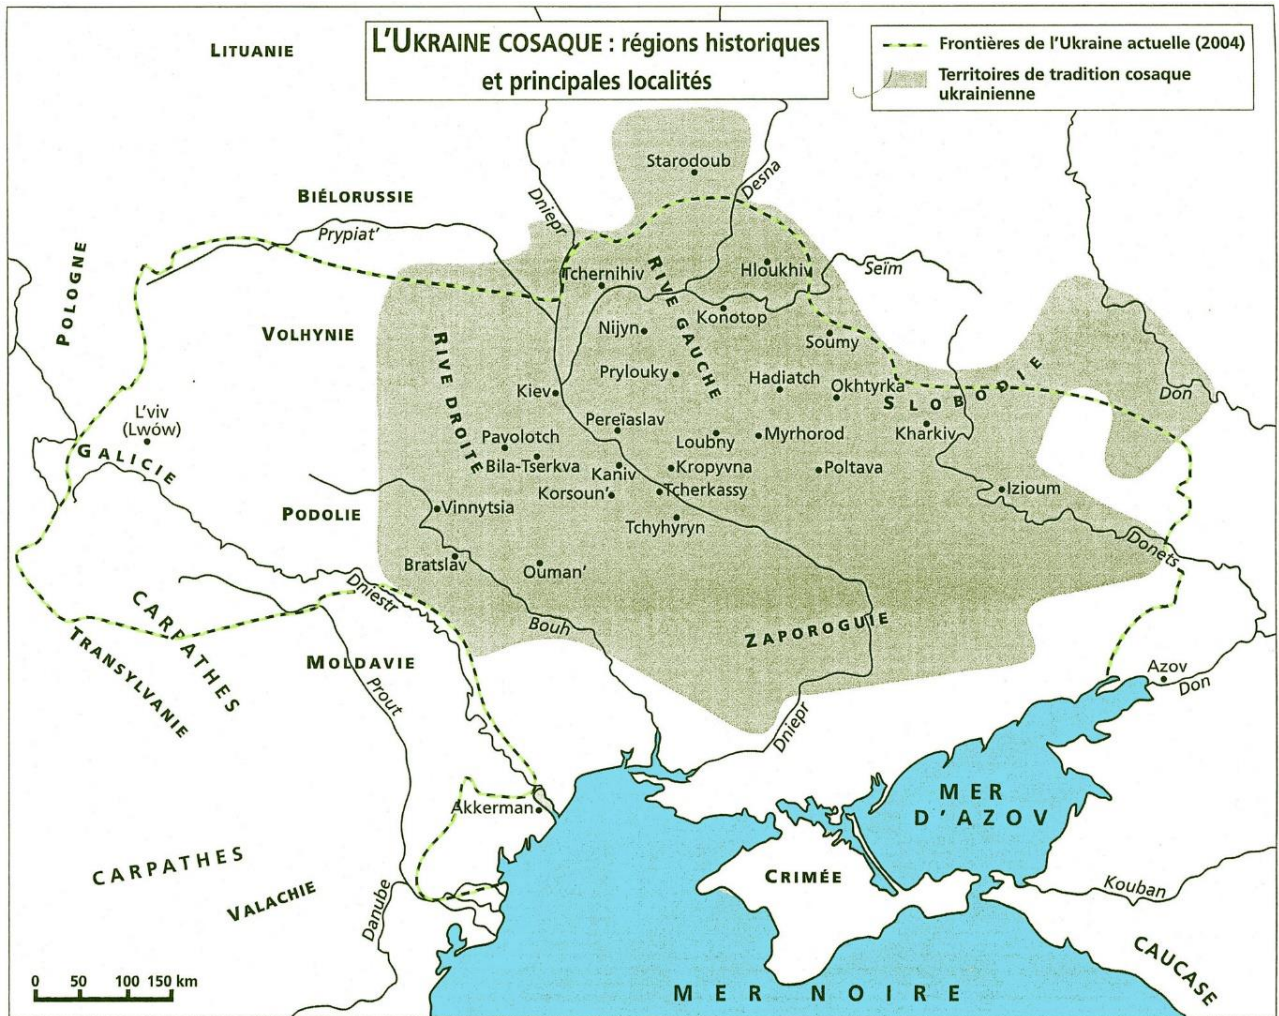 L'UKRAINE COSAQUE : régions historiques
et principales localités
Frontières de l'Ukraine actuelle (2004)
Territoires de tradition cosaque
ukrainienne
LITUANIE
Starodoub
Desna
Dniepr
BIÉLORUSSIE
Prypiat'
POLOGNE
Tchernihiv
RIVE GAUCHE
Hloukhiv
Seïm
Konotop
Nijyn
Soumy
VOLHYNIE
RIVE DROITE
Prylouky
Hadiatch
Okhtyrka
SLOBODIE
Don
Kiev
L'viv
(Lwów)
GALICIE
Pereïaslav
Pavolotch
Loubny
Myrhorod
Kharkiv
Bila-Tserkva
Kaniv
Kropyvna
Poltava
Korsoun'
Tcherkassy
Izioum
Vinnytsia
PODOLIE
Tchyhyryn
Donets
Bratslav
Ouman'
Dniestr
CARPATHES
Bouh
ZAPOROGUIE
TRANSYLVANIE
MOLDAVIE
Prout
Azov
Don
Dniepr
Akkerman
MER
D'AZOV
CARPATHES
CRIMÉE
VALACHIE
Danube
Kouban
CAUCASE
0 50 100 150 km
MER NOIRE